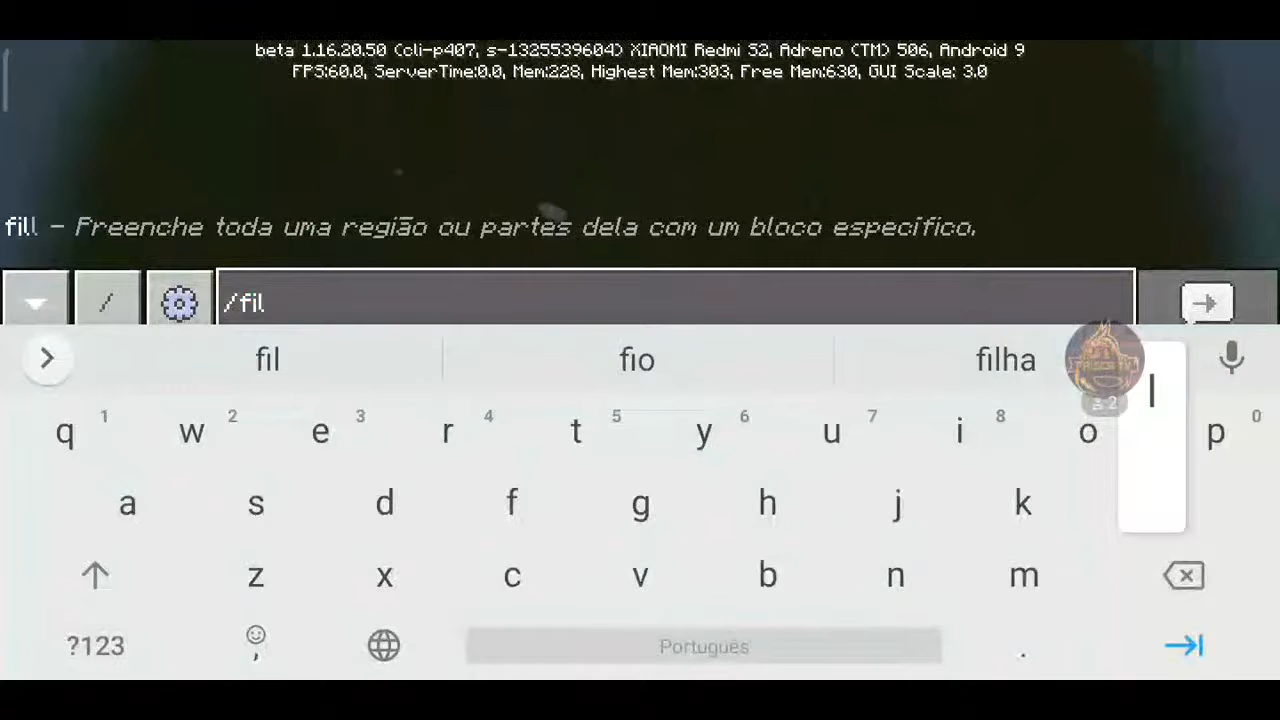 beta 1.16.20.50 (cli-p407, s-1325539604) XIAOMI Redmi S2, Adreno (TM) 506, Android 9
FPS:60.0, ServerTime:0.0, Mem:228, Highest Mem:303, Free Mem:630, GUI Scale: 3.0
fill - Preenche toda uma região ou partes dela com um bloco específico.
/ /fil
fil fio filha
q 1 w 2 e 3 r 4 t 5 y 6 u 7 i 8 o p 0
a s d f g h j k l
z x c v b n m
?123 , Português .